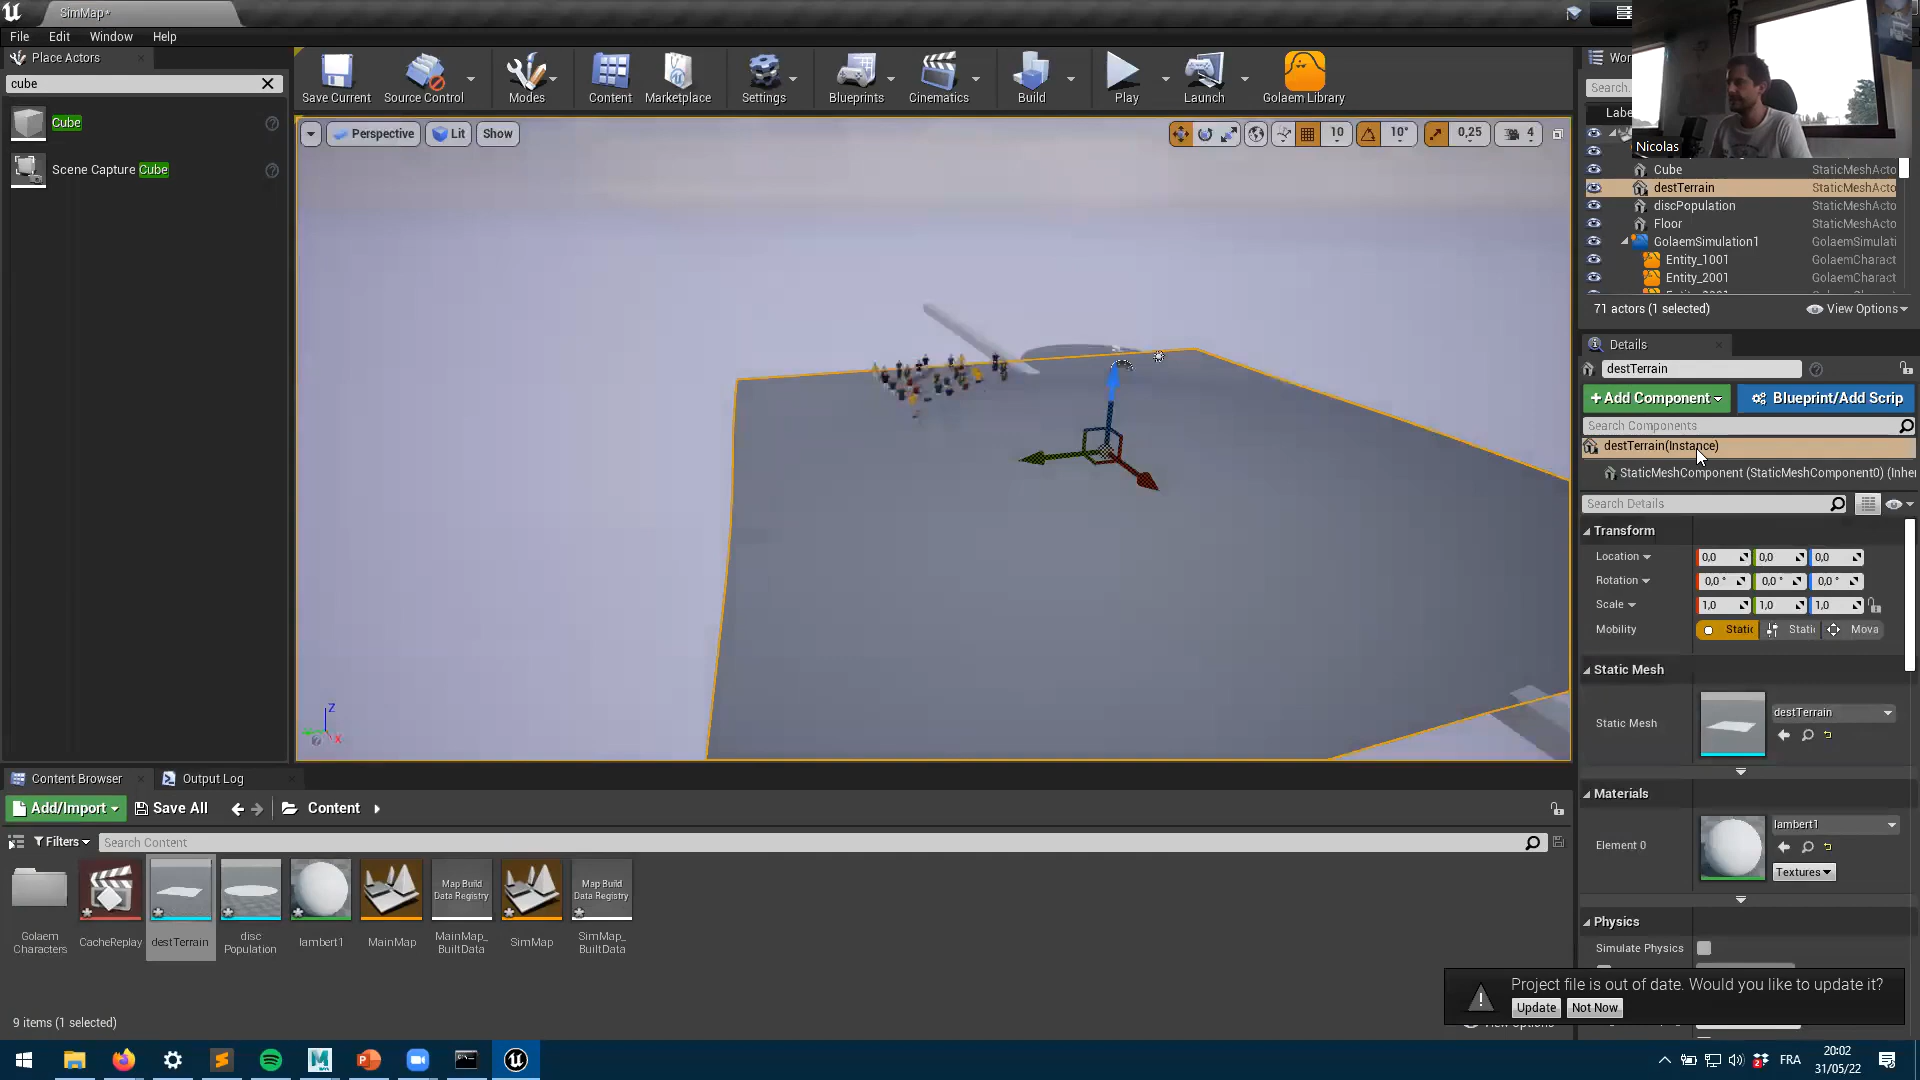 SimMap*
File Edit Window Help
Place Actors
cube
Cube
Scene Capture Cube
Save Current
Source Control
Modes
Content
Marketplace
Settings
Blueprints
Cinematics
Build
Play
Launch
Golaem Library
Perspective
Lit
Show
10
10°
0,25
4
Z
X
Wor
Search.
Labe
Nicolas
Cube StaticMeshActo
destTerrain StaticMeshActo
discPopulation StaticMeshActo
Floor StaticMeshActo
GolaemSimulation1 GolaemSimulati
Entity_1001 GolaemCharact
Entity_2001 GolaemCharact
71 actors (1 selected)
View Options
Details
destTerrain
+Add Component
Blueprint/Add Scrip
Search Components
destTerrain(Instance)
StaticMeshComponent (StaticMeshComponent0) (Inher
Search Details
Transform
Location 0,0 0,0 0,0
Rotation 0,0 ° 0,0 ° 0,0 °
Scale 1,0 1,0 1,0
Mobility Static Static Mova
Static Mesh
Static Mesh
destTerrain
Materials
Element 0
lambert1
Textures
Physics
Simulate Physics
Content Browser
Output Log
Add/Import
Save All
Content
Filters
Search Content
Map Build Data Registry
Map Build Data Registry
Golaem Characters
CacheReplay
destTerrain
disc Population
lambert1
MainMap
MainMap_ BuiltData
SimMap
SimMap_ BuiltData
9 items (1 selected)
Project file is out of date. Would you like to update it?
Update
Not Now
View Options
FRA
20:02
31/05/22